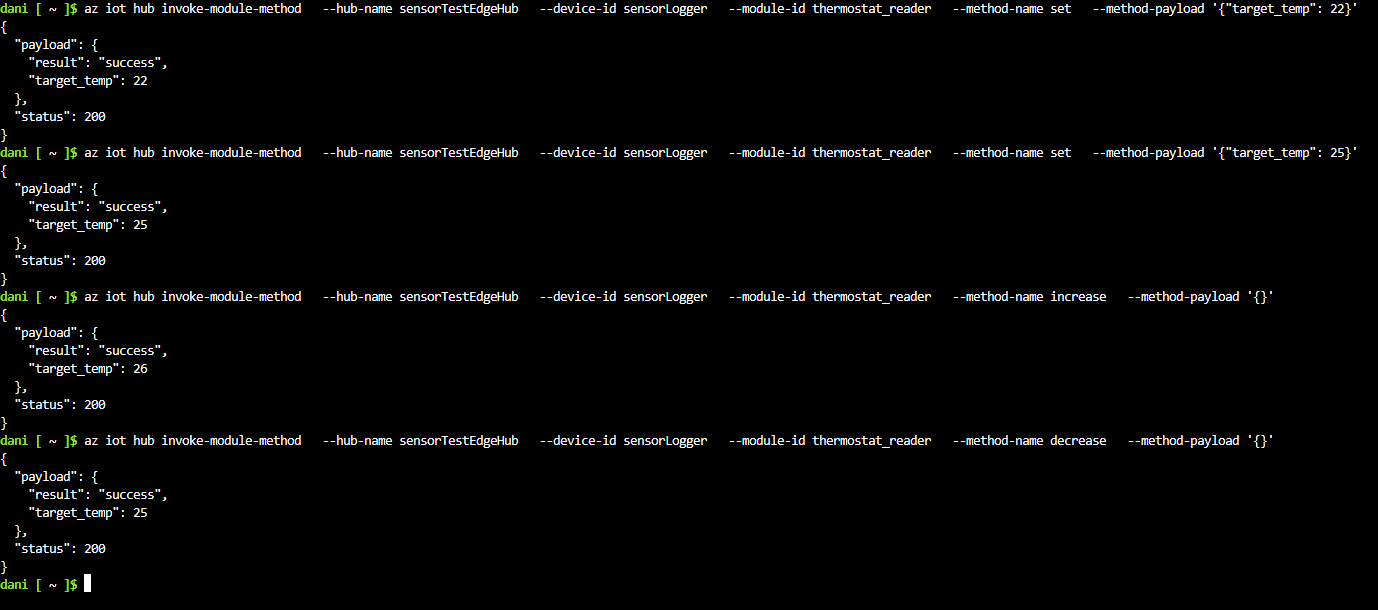 dani [ ~ ]$ az iot hub invoke-module-method   --hub-name sensorTestEdgeHub   --device-id sensorLogger   --module-id thermostat_reader   --method-name set   --method-payload '{"target_temp": 22}'
{
  "payload": {
    "result": "success",
    "target_temp": 22
  },
  "status": 200
}
dani [ ~ ]$ az iot hub invoke-module-method   --hub-name sensorTestEdgeHub   --device-id sensorLogger   --module-id thermostat_reader   --method-name set   --method-payload '{"target_temp": 25}'
{
  "payload": {
    "result": "success",
    "target_temp": 25
  },
  "status": 200
}
dani [ ~ ]$ az iot hub invoke-module-method   --hub-name sensorTestEdgeHub   --device-id sensorLogger   --module-id thermostat_reader   --method-name increase   --method-payload '{}'
{
  "payload": {
    "result": "success",
    "target_temp": 26
  },
  "status": 200
}
dani [ ~ ]$ az iot hub invoke-module-method   --hub-name sensorTestEdgeHub   --device-id sensorLogger   --module-id thermostat_reader   --method-name decrease   --method-payload '{}'
{
  "payload": {
    "result": "success",
    "target_temp": 25
  },
  "status": 200
}
dani [ ~ ]$